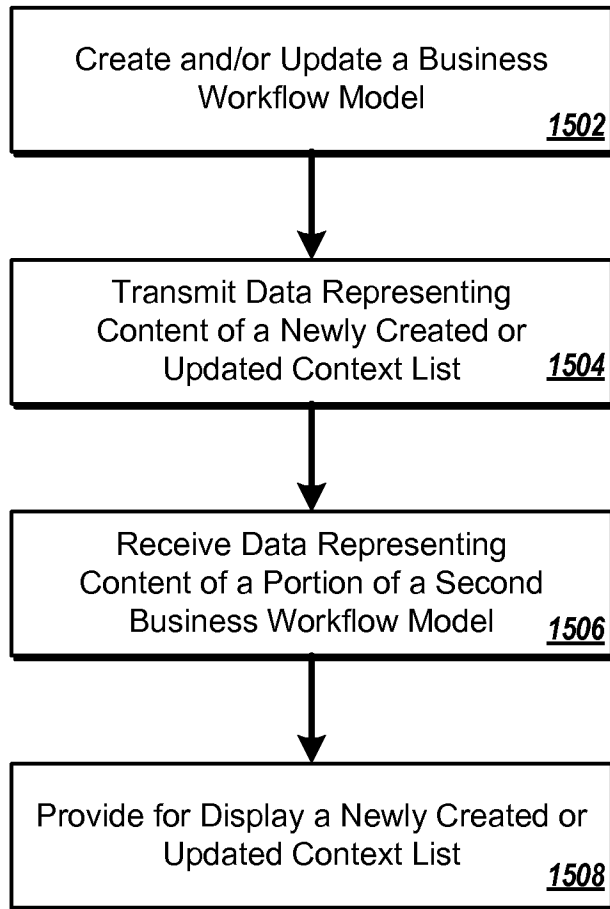 Create and/or Update a Business
Workflow Model
1502
Transmit Data Representing
Content of a Newly Created or
Updated Context List
1504
Receive Data Representing
Content of a Portion of a Second
Business Workflow Model
1506
Provide for Display a Newly Created or
Updated Context List
1508